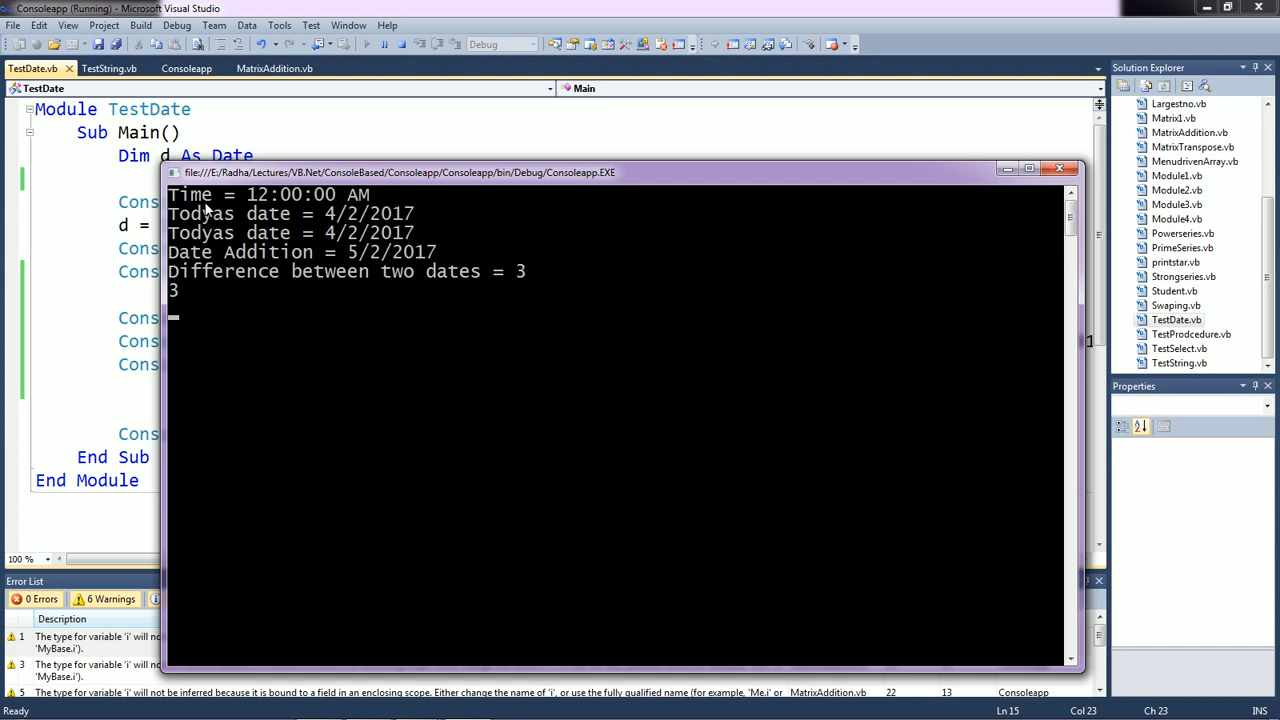 Consoleapp (Running) - Microsoft Visual Studio
File Edit View Project Build Debug Team Data Tools Test Window Help
Debug
TestDate.vb TestString.vb Consoleapp MatrixAddition.vb
TestDate Main
Module TestDate
Sub Main()
Dim d As Date
Cons
d =
Cons
Cons
Cons
Cons
1
Cons
Cons
End Sub
End Module
100 %
file:///E:/Radha/Lectures/VB.Net/ConsoleBased/Consoleapp/Consoleapp/bin/Debug/Consoleapp.EXE
Time = 12:00:00 AM
Todyas date = 4/2/2017
Todyas date = 4/2/2017
Date Addition = 5/2/2017
Difference between two dates = 3
3
Solution Explorer
Largestno.vb
Matrix1.vb
MatrixAddition.vb
MatrixTranspose.vb
MenudrivenArray.vb
Module1.vb
Module2.vb
Module3.vb
Module4.vb
Powerseries.vb
PrimeSeries.vb
printstar.vb
Strongseries.vb
Student.vb
Swaping.vb
TestDate.vb
TestProdcedure.vb
TestSelect.vb
TestString.vb
Properties
Error List
0 Errors 6 Warnings
Description
1 The type for variable 'i' will no
'MyBase.i').
3 The type for variable 'i' will no
'MyBase.i').
5 The type for variable 'i' will not be inferred because it is bound to a field in an enclosing scope. Either change the name of 'i', or use the fully qualified name (for example, 'Me.i' or MatrixAddition.vb 22 13 Consoleapp
Ready Ln 15 Col 23 Ch 23 INS